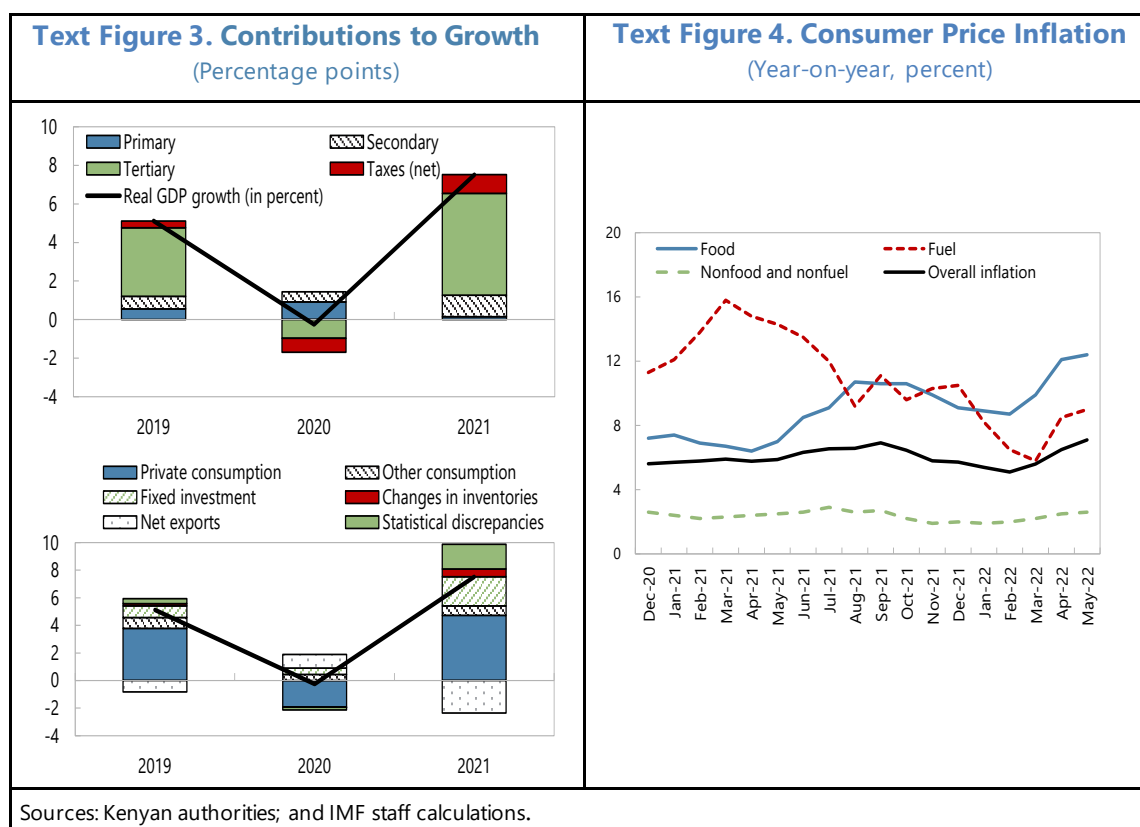 Text Figure 3. Contributions to Growth
(Percentage points)
10
8
6
4
2
0
-2
-4
Primary
Secondary
Tertiary
Taxes (net)
Real GDP growth (in percent)
2019
2020
2021
Private consumption
Other consumption
Fixed investment
Changes in inventories
Net exports
Statistical discrepancies
10
8
6
4
2
0
-2
-4
2019
2020
2021
Text Figure 4. Consumer Price Inflation
(Year-on-year, percent)
20
16
12
8
4
0
Food
Fuel
Nonfood and nonfuel
Overall inflation
Dec-20
Jan-21
Feb-21
Mar-21
Apr-21
May-21
Jun-21
Jul-21
Aug-21
Sep-21
Oct-21
Nov-21
Dec-21
Jan-22
Feb-22
Mar-22
Apr-22
May-22
Sources: Kenyan authorities; and IMF staff calculations.